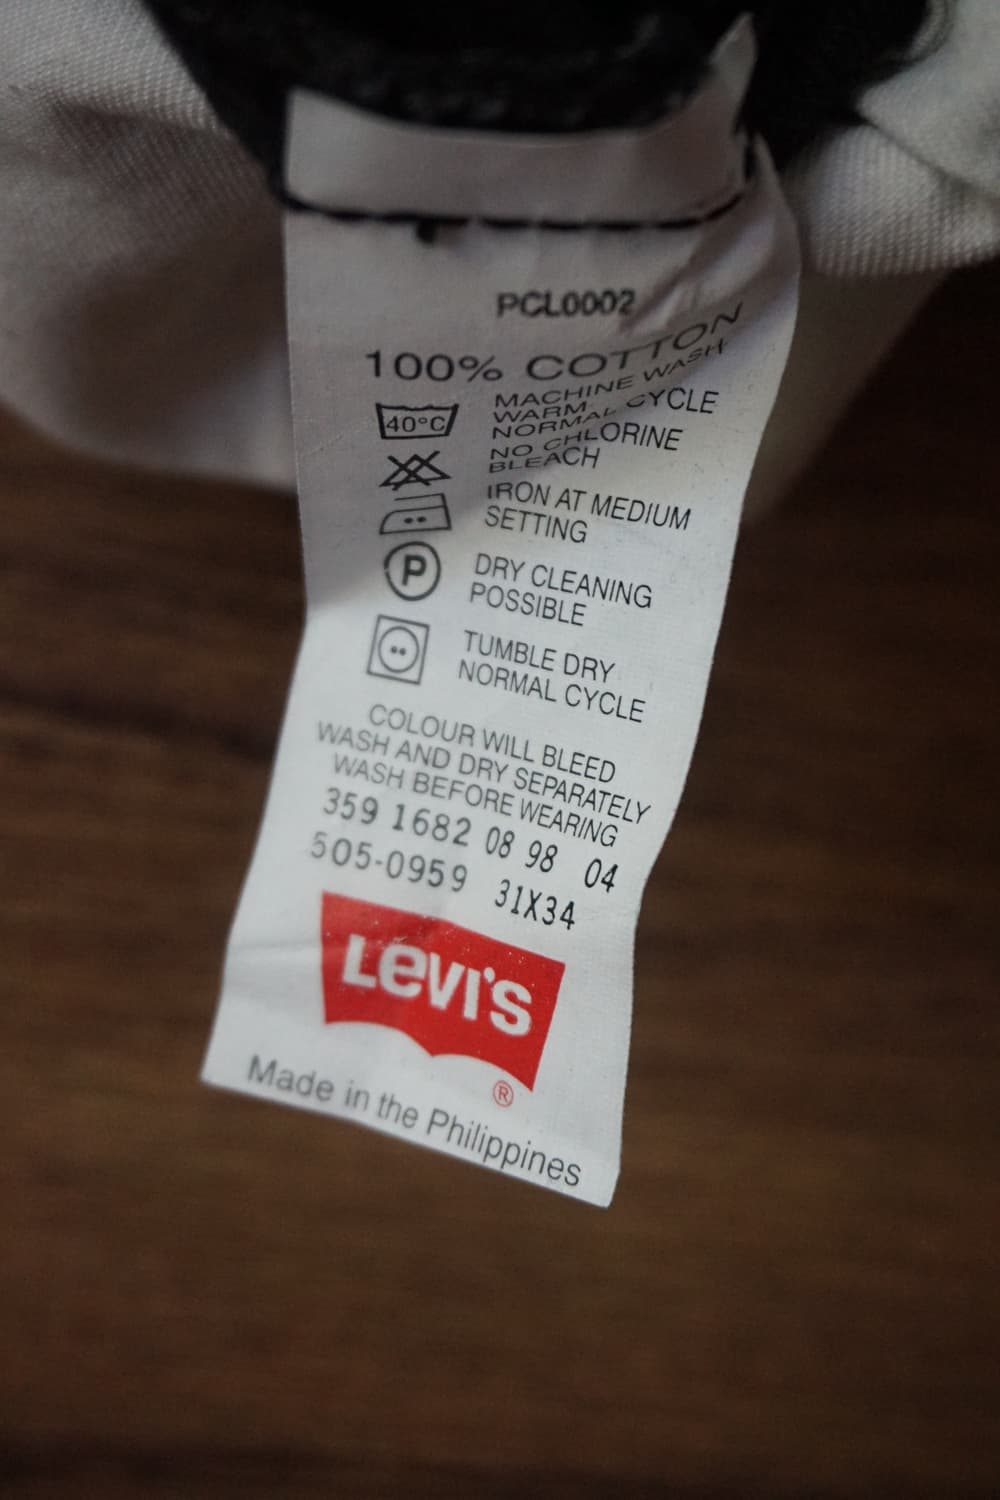 PCL0002
100% COTTON
40°C
MACHINE WASH
WARM
NORMAL CYCLE
NO CHLORINE
BLEACH
IRON AT MEDIUM
SETTING
P
DRY CLEANING
POSSIBLE
TUMBLE DRY
NORMAL CYCLE
COLOUR WILL BLEED
WASH AND DRY SEPARATELY
WASH BEFORE WEARING
359 1682 08 98 04
505-0959 31X34
LEVI'S
®
Made in the Philippines